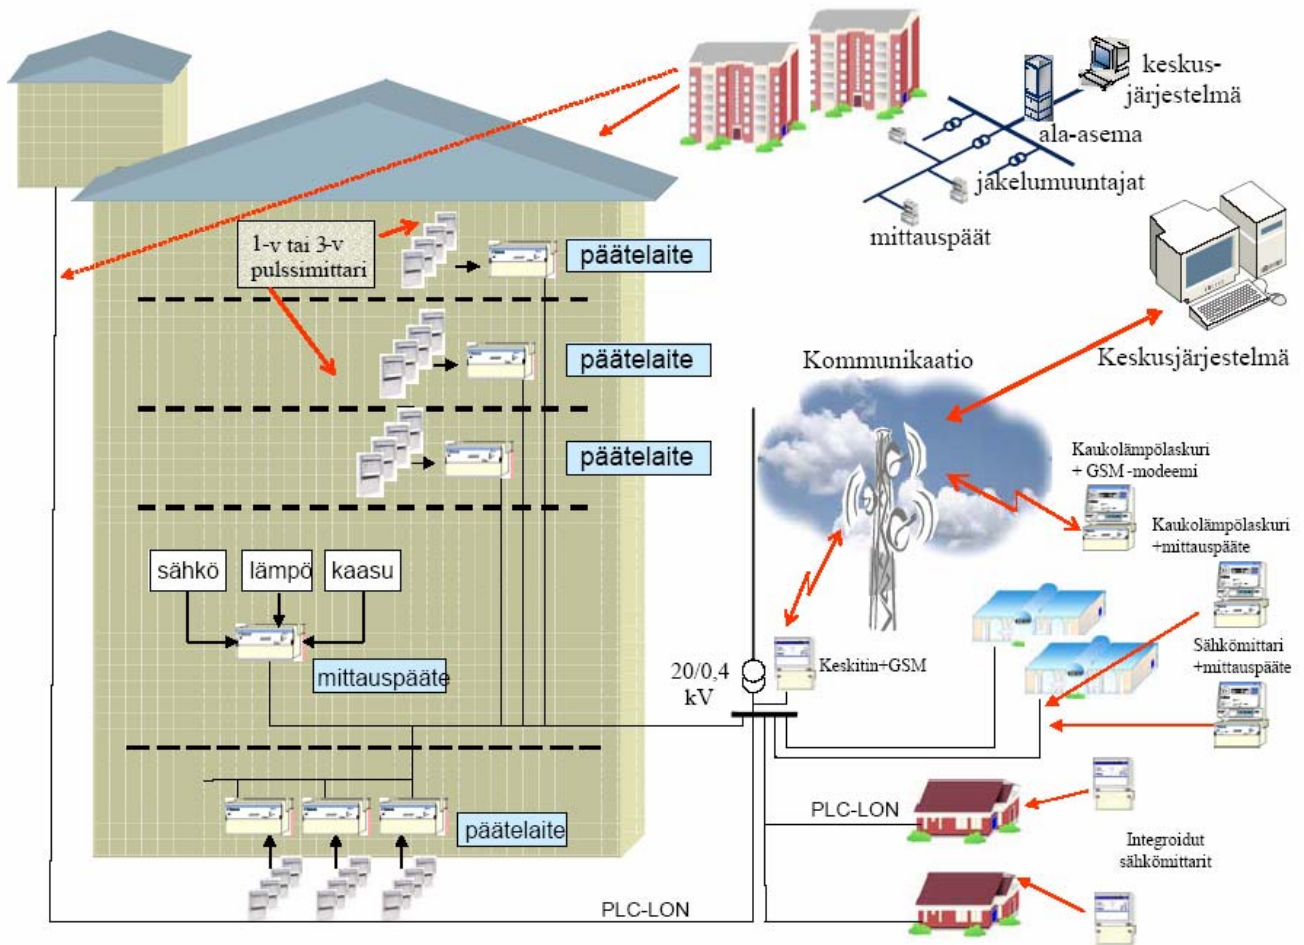 keskus-
järjestelmä
ala-asema
jakelumuuntajat
mittauspäät
1-v tai 3-v
pulssimittari
päätelaite
päätelaite
päätelaite
Kommunikaatio
Keskusjärjestelmä
Kaukolämpölaskuri
+ GSM -modeemi
Kaukolämpölaskuri
+mittauspääte
sähkö
lämpö
kaasu
mittauspääte
20/0,4
kV
Keskitin+GSM
Sähkömittari
+mittauspääte
päätelaite
PLC-LON
Integroidut
sähkömittarit
PLC-LON